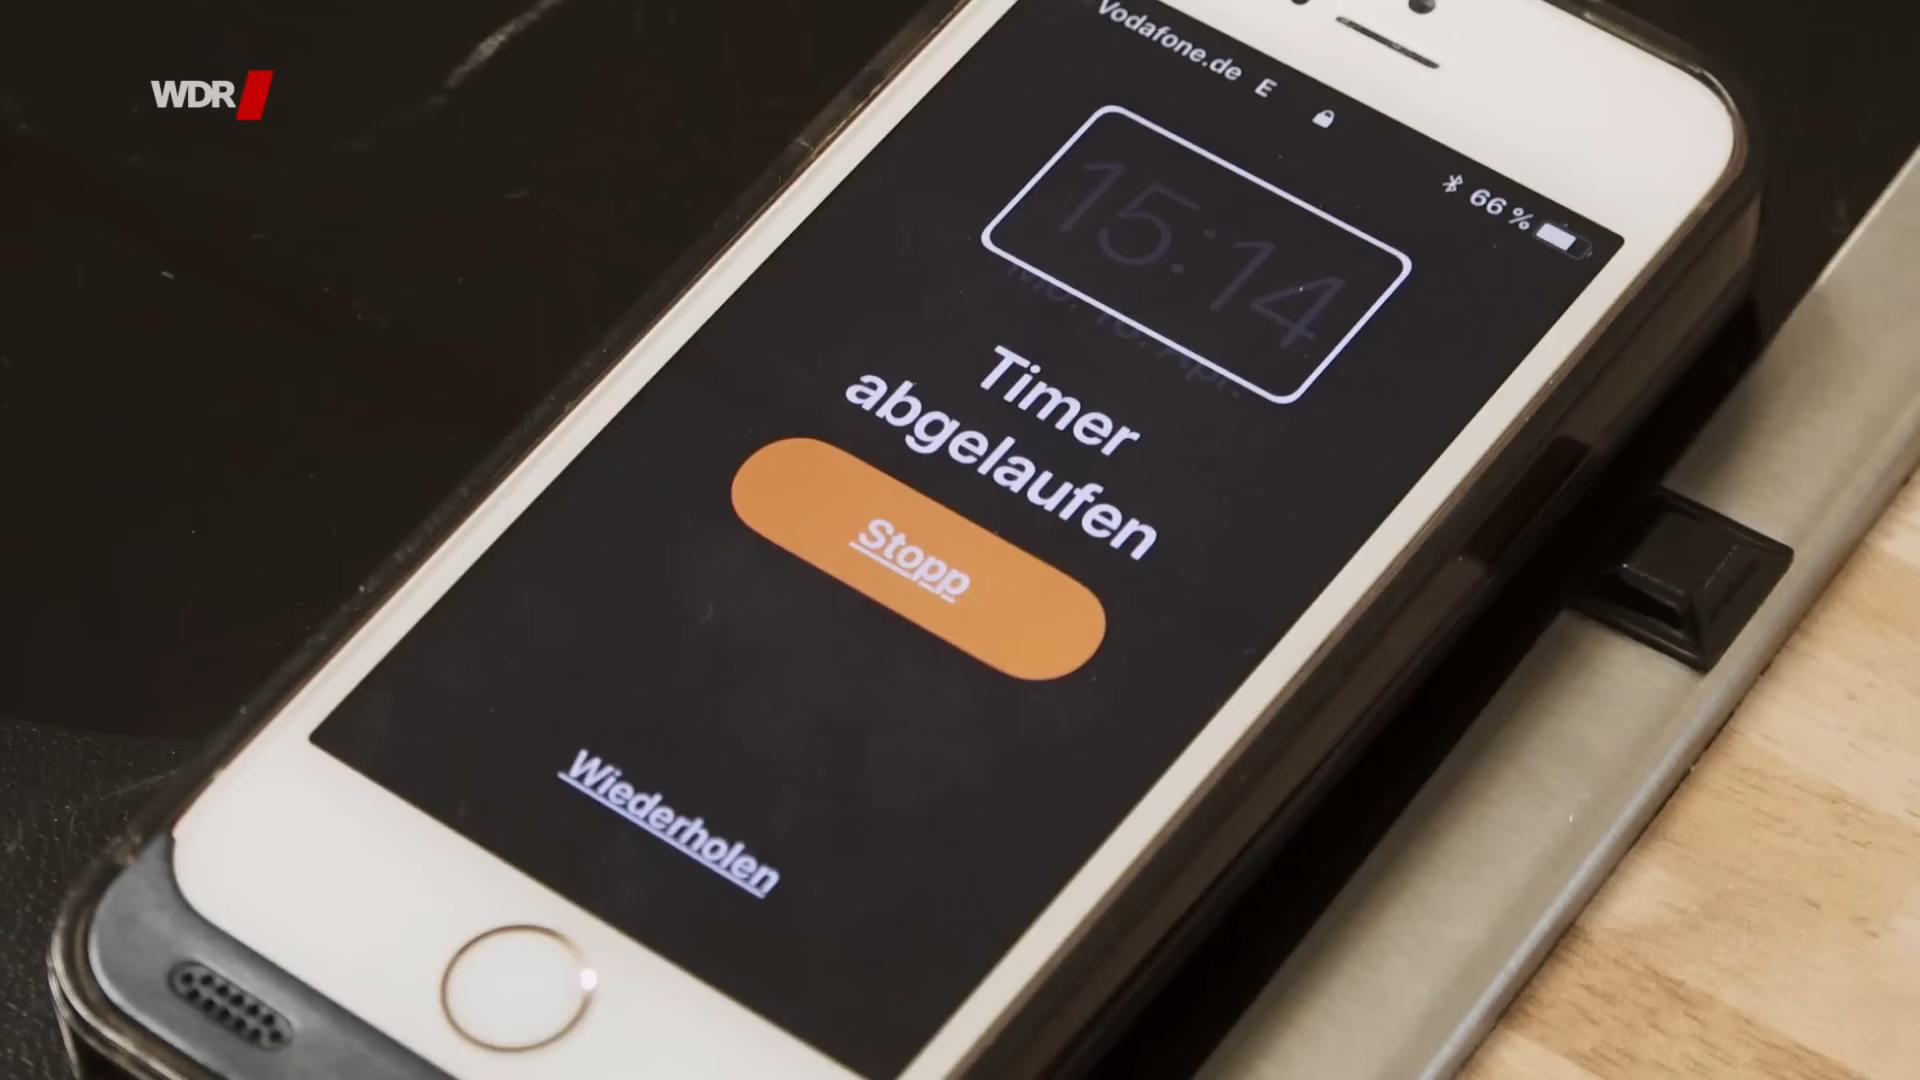 WDR
Vodafone.de E
66 %
15:14
Timer
abgelaufen
Stopp
Wiederholen